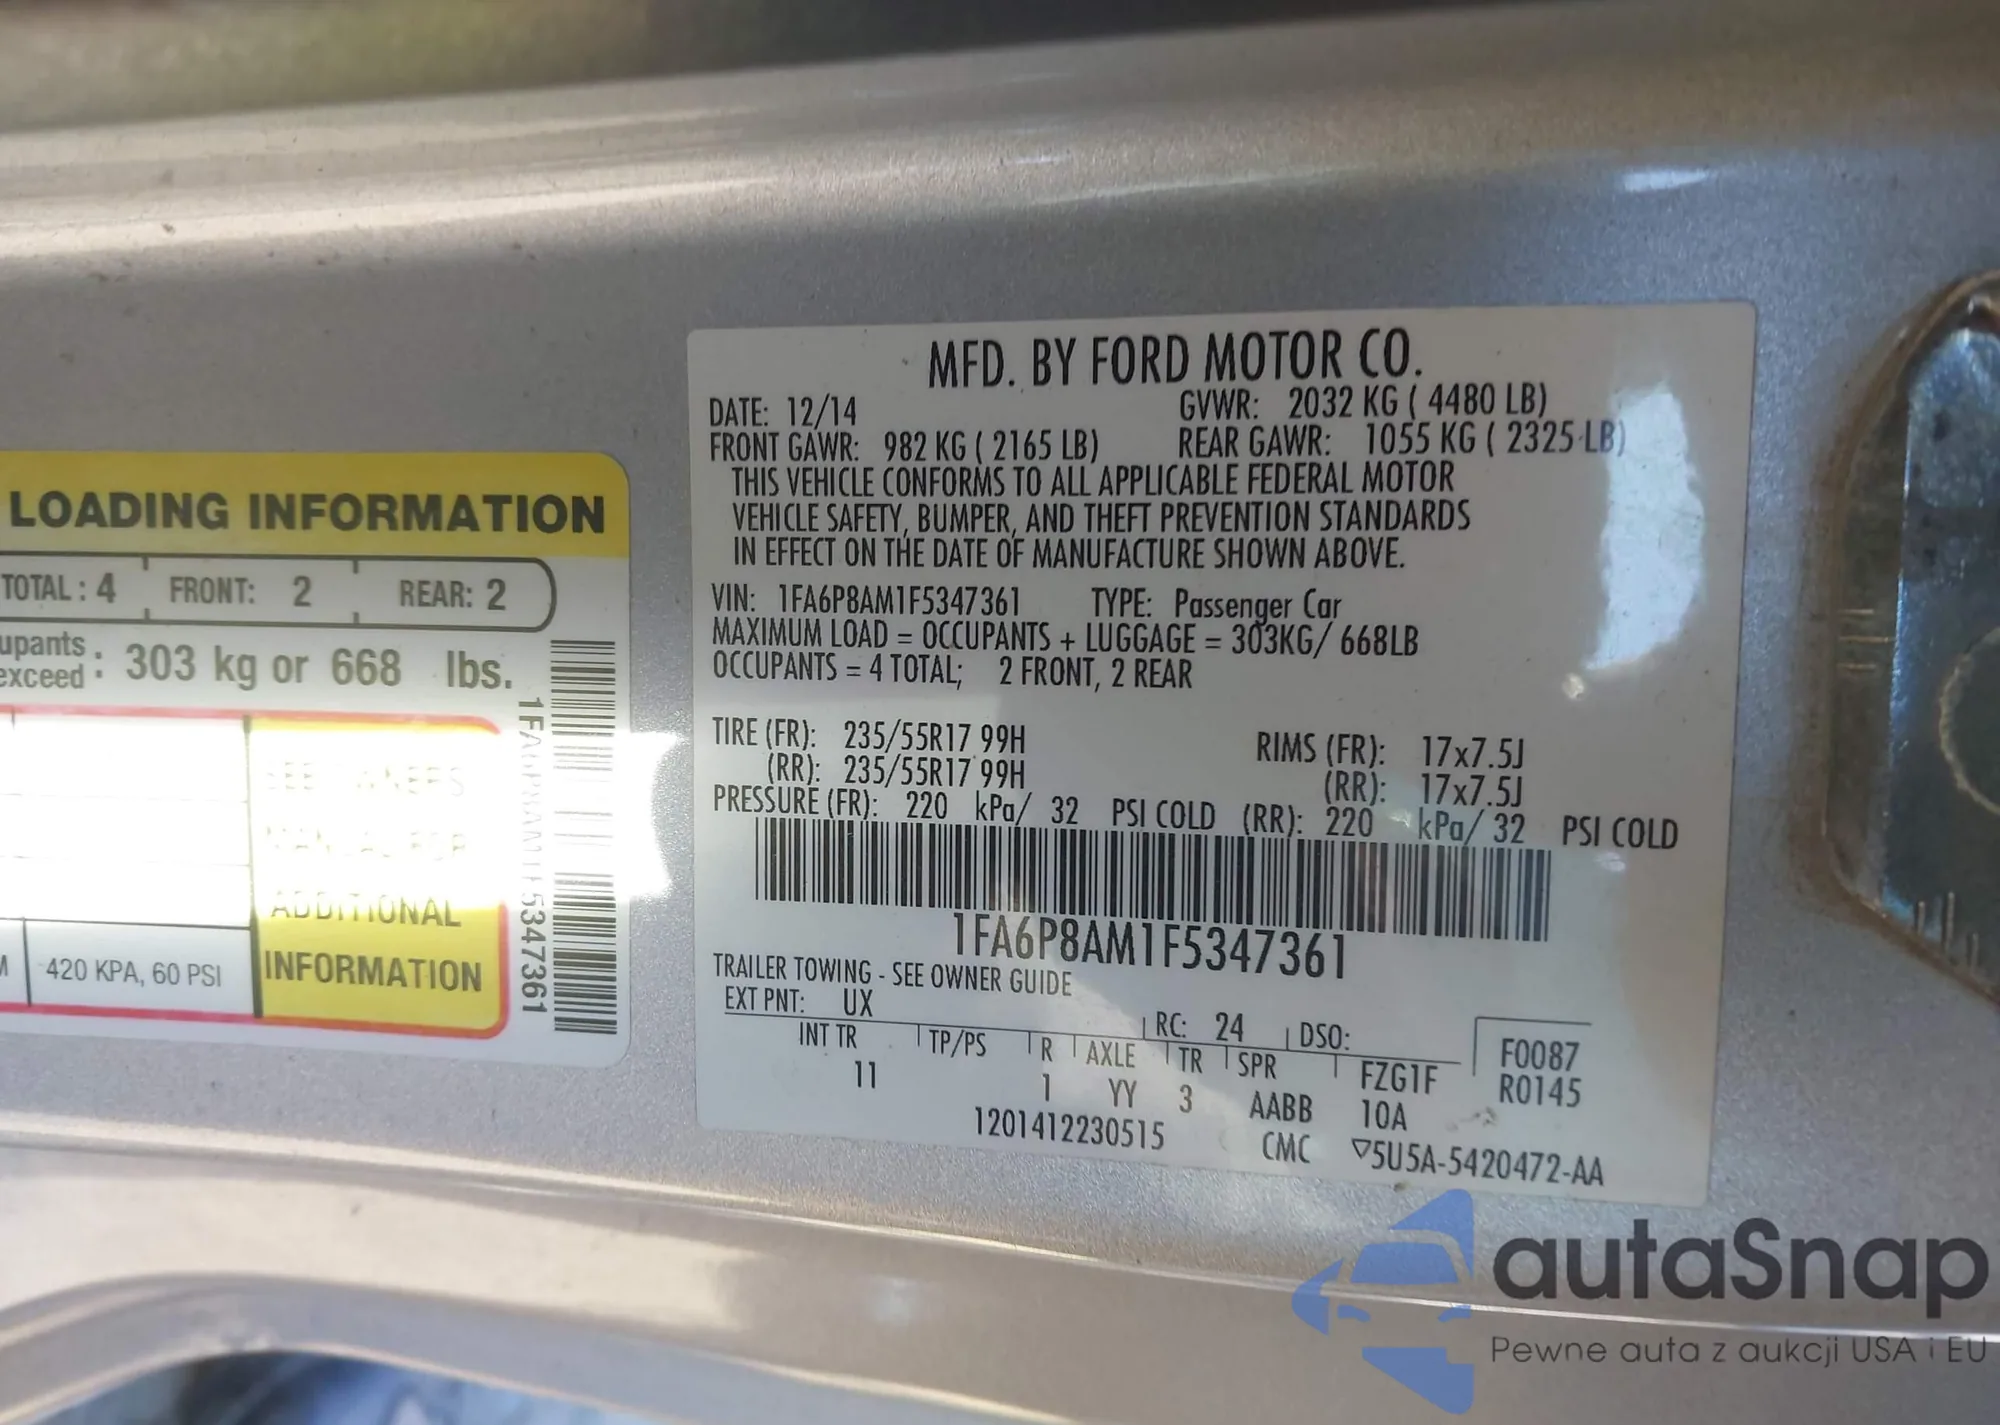 LOADING INFORMATION
TOTAL : 4 FRONT: 2 REAR: 2
upants
exceed : 303 kg or 668 lbs.
ADDITIONAL
INFORMATION
M 420 KPA, 60 PSI
MFD. BY FORD MOTOR CO.
DATE: 12/14 GVWR: 2032 KG ( 4480 LB)
FRONT GAWR: 982 KG ( 2165 LB) REAR GAWR: 1055 KG ( 2325 LB)
THIS VEHICLE CONFORMS TO ALL APPLICABLE FEDERAL MOTOR
VEHICLE SAFETY, BUMPER, AND THEFT PREVENTION STANDARDS
IN EFFECT ON THE DATE OF MANUFACTURE SHOWN ABOVE.
VIN: 1FA6P8AM1F5347361 TYPE: Passenger Car
MAXIMUM LOAD = OCCUPANTS + LUGGAGE = 303KG/ 668LB
OCCUPANTS = 4 TOTAL; 2 FRONT, 2 REAR
TIRE (FR): 235/55R17 99H RIMS (FR): 17x7.5J
(RR): 235/55R17 99H (RR): 17x7.5J
PRESSURE (FR): 220 kPa/ 32 PSI COLD (RR): 220 kPa/ 32 PSI COLD
1FA6P8AM1F5347361
TRAILER TOWING - SEE OWNER GUIDE
EXT PNT: UX RC: 24 DSO: F0087
INT TR TP/PS R AXLE TR SPR FZG1F R0145
11 1 YY 3 AABB 10A
1201412230515 CMC ▽5U5A-5420472-AA
autaSnap
Pewne auta z aukcji USA i EU